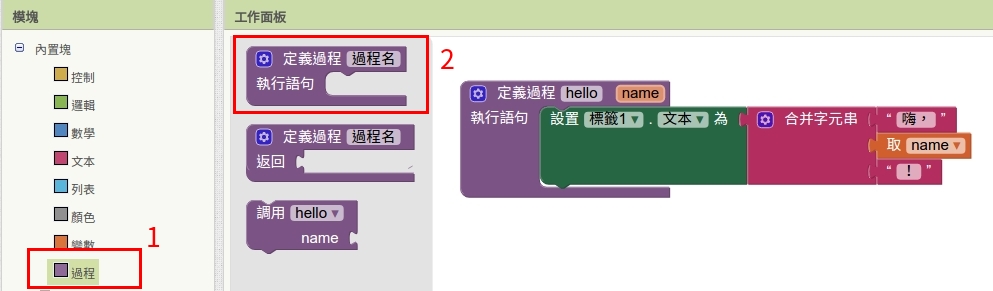 模塊
內置塊
控制
邏輯
數學
文本
列表
顏色
變數
過程
1
工作面板
定義過程 過程名
執行語句
2
定義過程 過程名
返回
調用 hello
name
定義過程 hello name
執行語句 設置 標籤1 . 文本 為 合并字元串 “ 嗨， ”
取 name
“ ！ ”